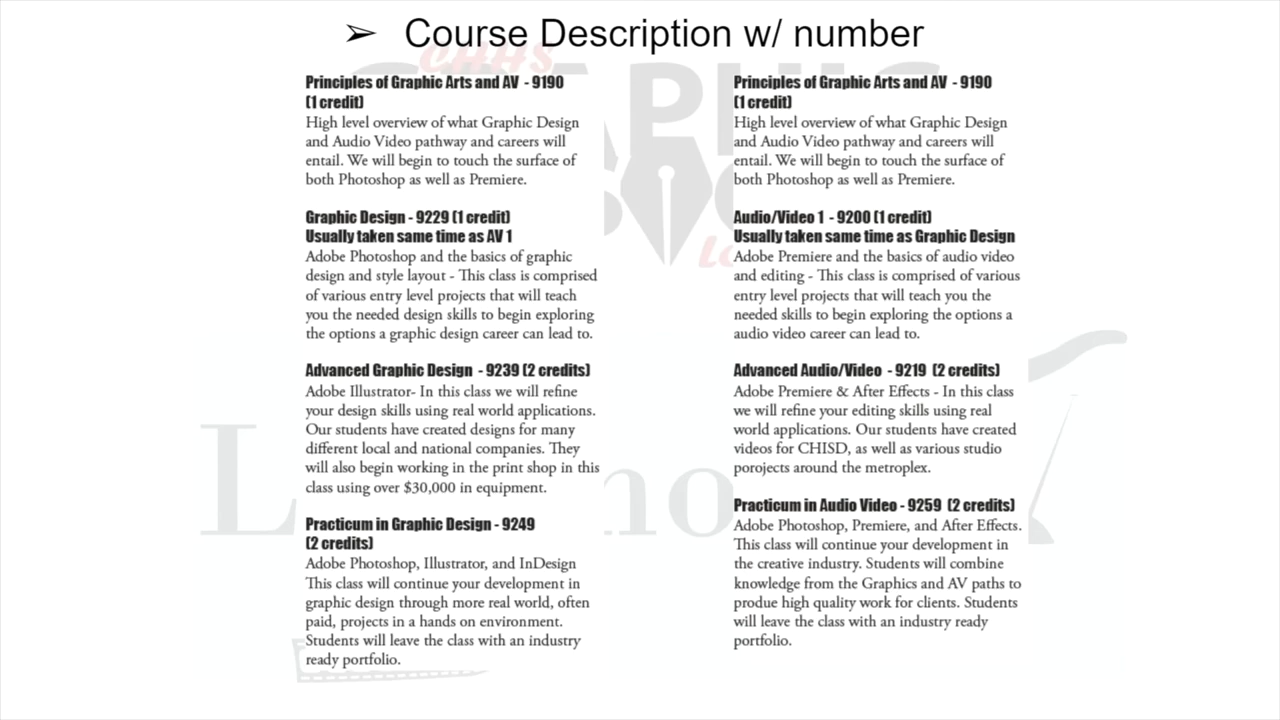 ➢ Course Description w/ number
Principles of Graphic Arts and AV - 9190
(1 credit)
High level overview of what Graphic Design
and Audio Video pathway and careers will
entail. We will begin to touch the surface of
both Photoshop as well as Premiere.
Graphic Design - 9229 (1 credit)
Usually taken same time as AV 1
Adobe Photoshop and the basics of graphic
design and style layout - This class is comprised
of various entry level projects that will teach
you the needed design skills to begin exploring
the options a graphic design career can lead to.
Advanced Graphic Design - 9239 (2 credits)
Adobe Illustrator- In this class we will refine
your design skills using real world applications.
Our students have created designs for many
different local and national companies. They
will also begin working in the print shop in this
class using over $30,000 in equipment.
Practicum in Graphic Design - 9249
(2 credits)
Adobe Photoshop, Illustrator, and InDesign
This class will continue your development in
graphic design through more real world, often
paid, projects in a hands on environment.
Students will leave the class with an industry
ready portfolio.
Principles of Graphic Arts and AV - 9190
(1 credit)
High level overview of what Graphic Design
and Audio Video pathway and careers will
entail. We will begin to touch the surface of
both Photoshop as well as Premiere.
Audio/Video 1 - 9200 (1 credit)
Usually taken same time as Graphic Design
Adobe Premiere and the basics of audio video
and editing - This class is comprised of various
entry level projects that will teach you the
needed skills to begin exploring the options a
audio video career can lead to.
Advanced Audio/Video - 9219 (2 credits)
Adobe Premiere & After Effects - In this class
we will refine your editing skills using real
world applications. Our students have created
videos for CHISD, as well as various studio
porojects around the metroplex.
Practicum in Audio Video - 9259 (2 credits)
Adobe Photoshop, Premiere, and After Effects.
This class will continue your development in
the creative industry. Students will combine
knowledge from the Graphics and AV paths to
produe high quality work for clients. Students
will leave the class with an industry ready
portfolio.
CHHS